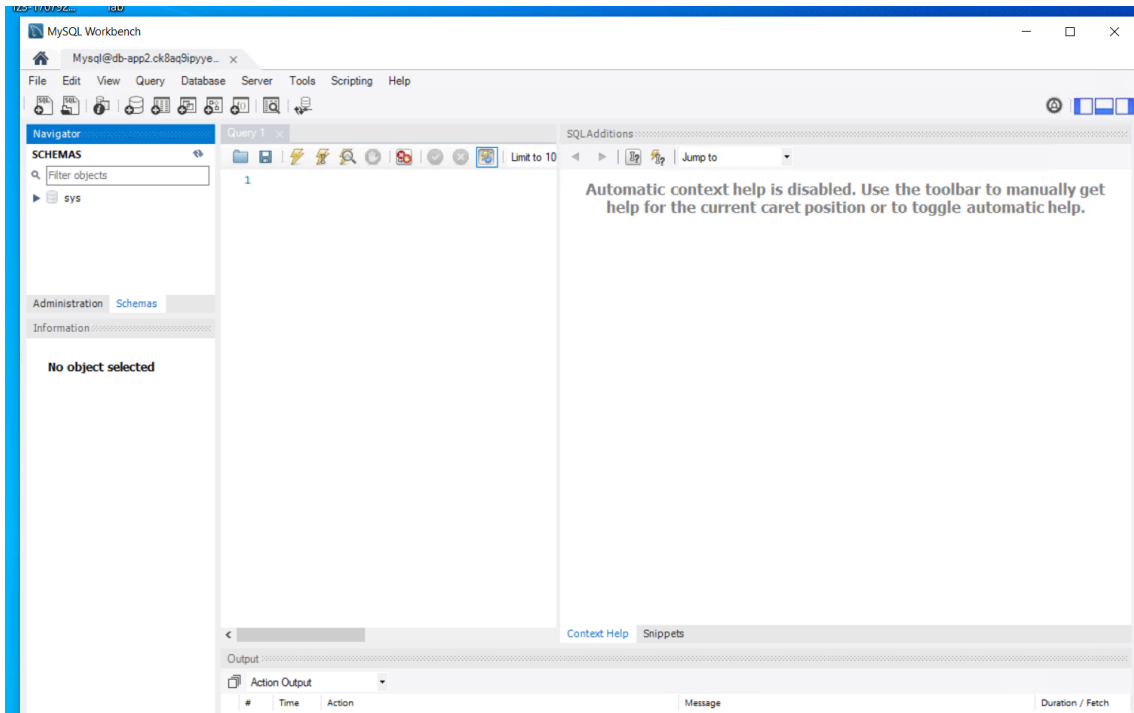 MySQL Workbench
Mysql@db-app2.ck8aq9ipyye...
File Edit View Query Database Server Tools Scripting Help
Navigator
Query 1
SQLAdditions
SCHEMAS
Limit to 10
Jump to
Filter objects
1
sys
Automatic context help is disabled. Use the toolbar to manually get
help for the current caret position or to toggle automatic help.
Administration Schemas
Information
No object selected
Context Help Snippets
Output
Action Output
# Time Action Message Duration / Fetch